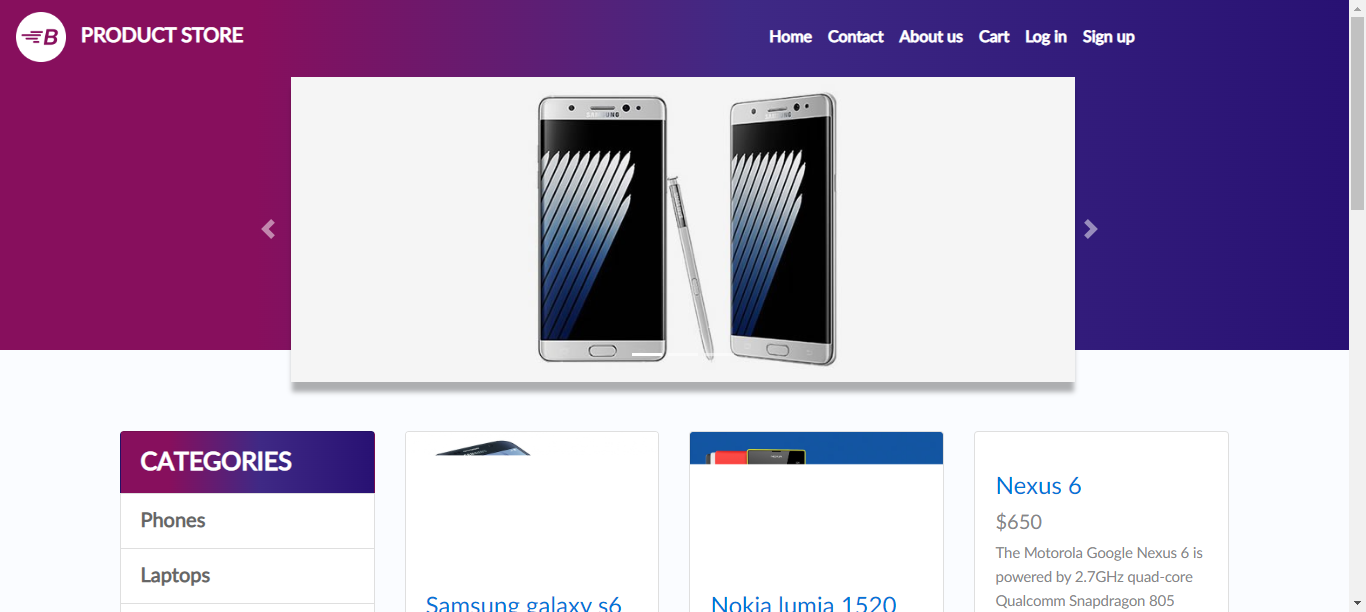 B PRODUCT STORE
Home Contact About us Cart Log in Sign up
SAMSUNG SAMSUNG
CATEGORIES
Phones
Laptops
Samsung galaxy s6
Nokia lumia 1520
Nexus 6
$650
The Motorola Google Nexus 6 is
powered by 2.7GHz quad-core
Qualcomm Snapdragon 805